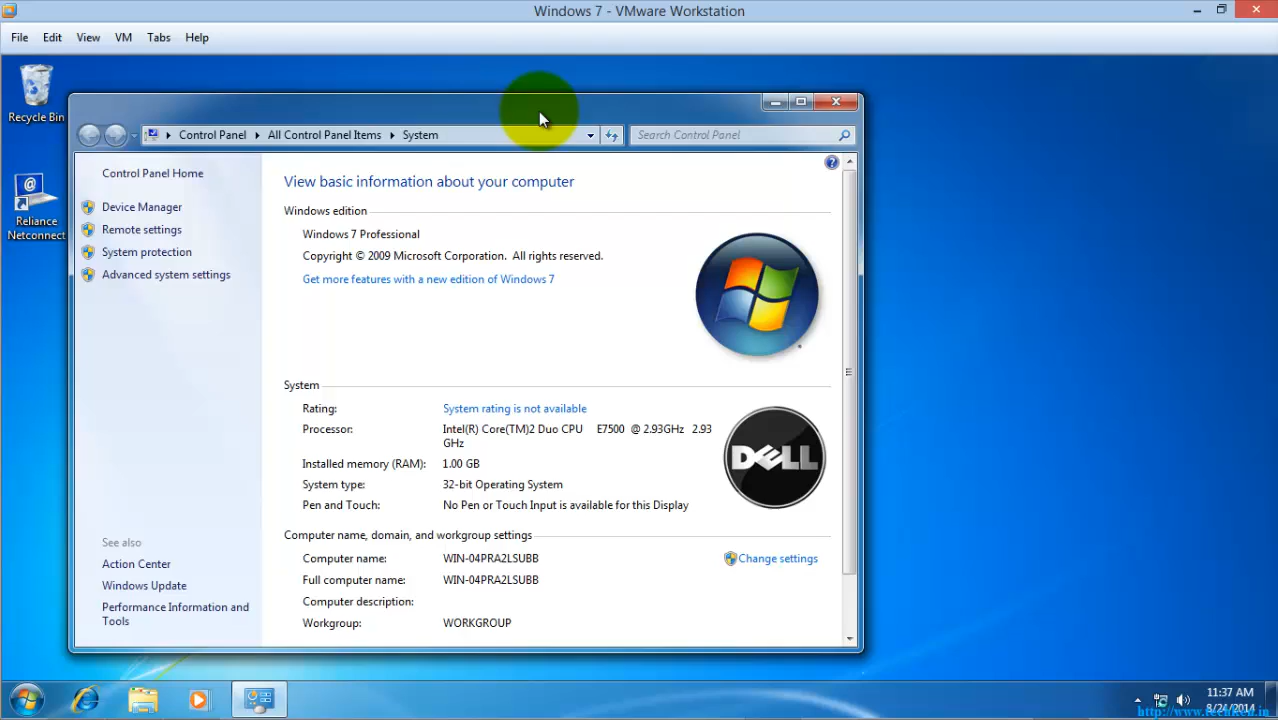 Windows 7 - VMware Workstation
File Edit View VM Tabs Help
Recycle Bin
Reliance
Netconnect
Control Panel All Control Panel Items System
Search Control Panel
Control Panel Home
Device Manager
Remote settings
System protection
Advanced system settings
See also
Action Center
Windows Update
Performance Information and
Tools
View basic information about your computer
Windows edition
Windows 7 Professional
Copyright © 2009 Microsoft Corporation. All rights reserved.
Get more features with a new edition of Windows 7
System
Rating: System rating is not available
Processor: Intel(R) Core(TM)2 Duo CPU E7500 @ 2.93GHz 2.93
GHz
Installed memory (RAM): 1.00 GB
System type: 32-bit Operating System
Pen and Touch: No Pen or Touch Input is available for this Display
DELL
Computer name, domain, and workgroup settings
Computer name: WIN-04PRA2LSUBB
Change settings
Full computer name: WIN-04PRA2LSUBB
Computer description:
Workgroup: WORKGROUP
11:37 AM
8/24/2014